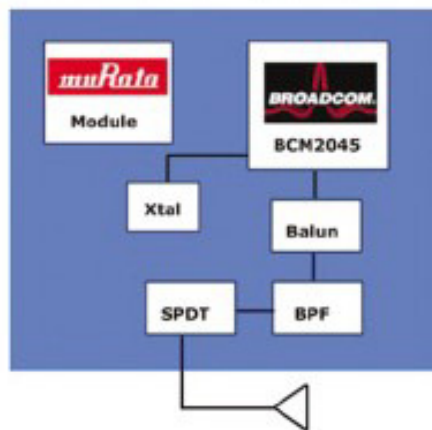 muRata
Module
BROADCOM.
BCM2045
Xtal
Balun
SPDT
BPF